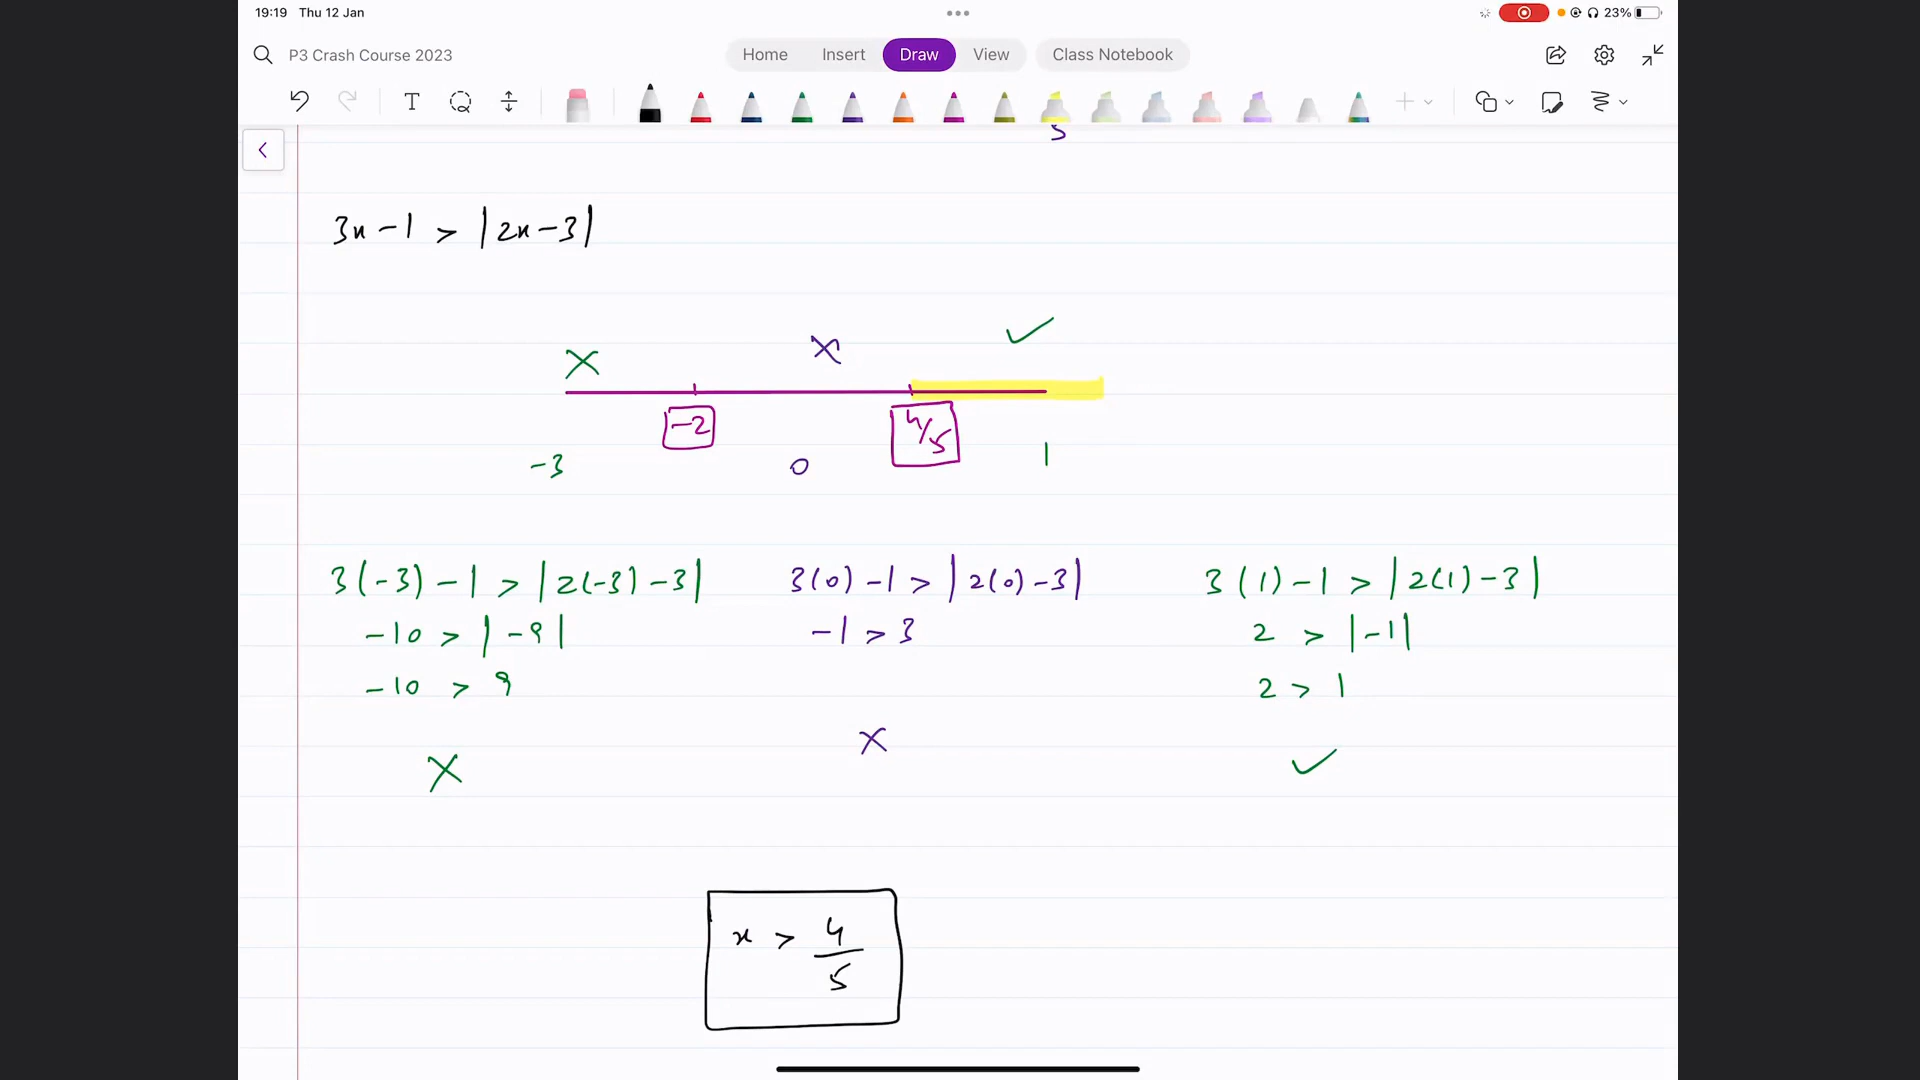 19:19 Thu 12 Jan
23%
P3 Crash Course 2023
Home Insert Draw View Class Notebook
T
5
3x-1 > |2x-3|
X X ✓
-2 4/5
-3 0 1
3(-3)-1 > |2(-3)-3| 3(0)-1 > |2(0)-3| 3(1)-1 > |2(1)-3|
-10 > |-9| -1 > 3 2 > |-1|
-10 > 9 2 > 1
X X ✓
x > 4/5